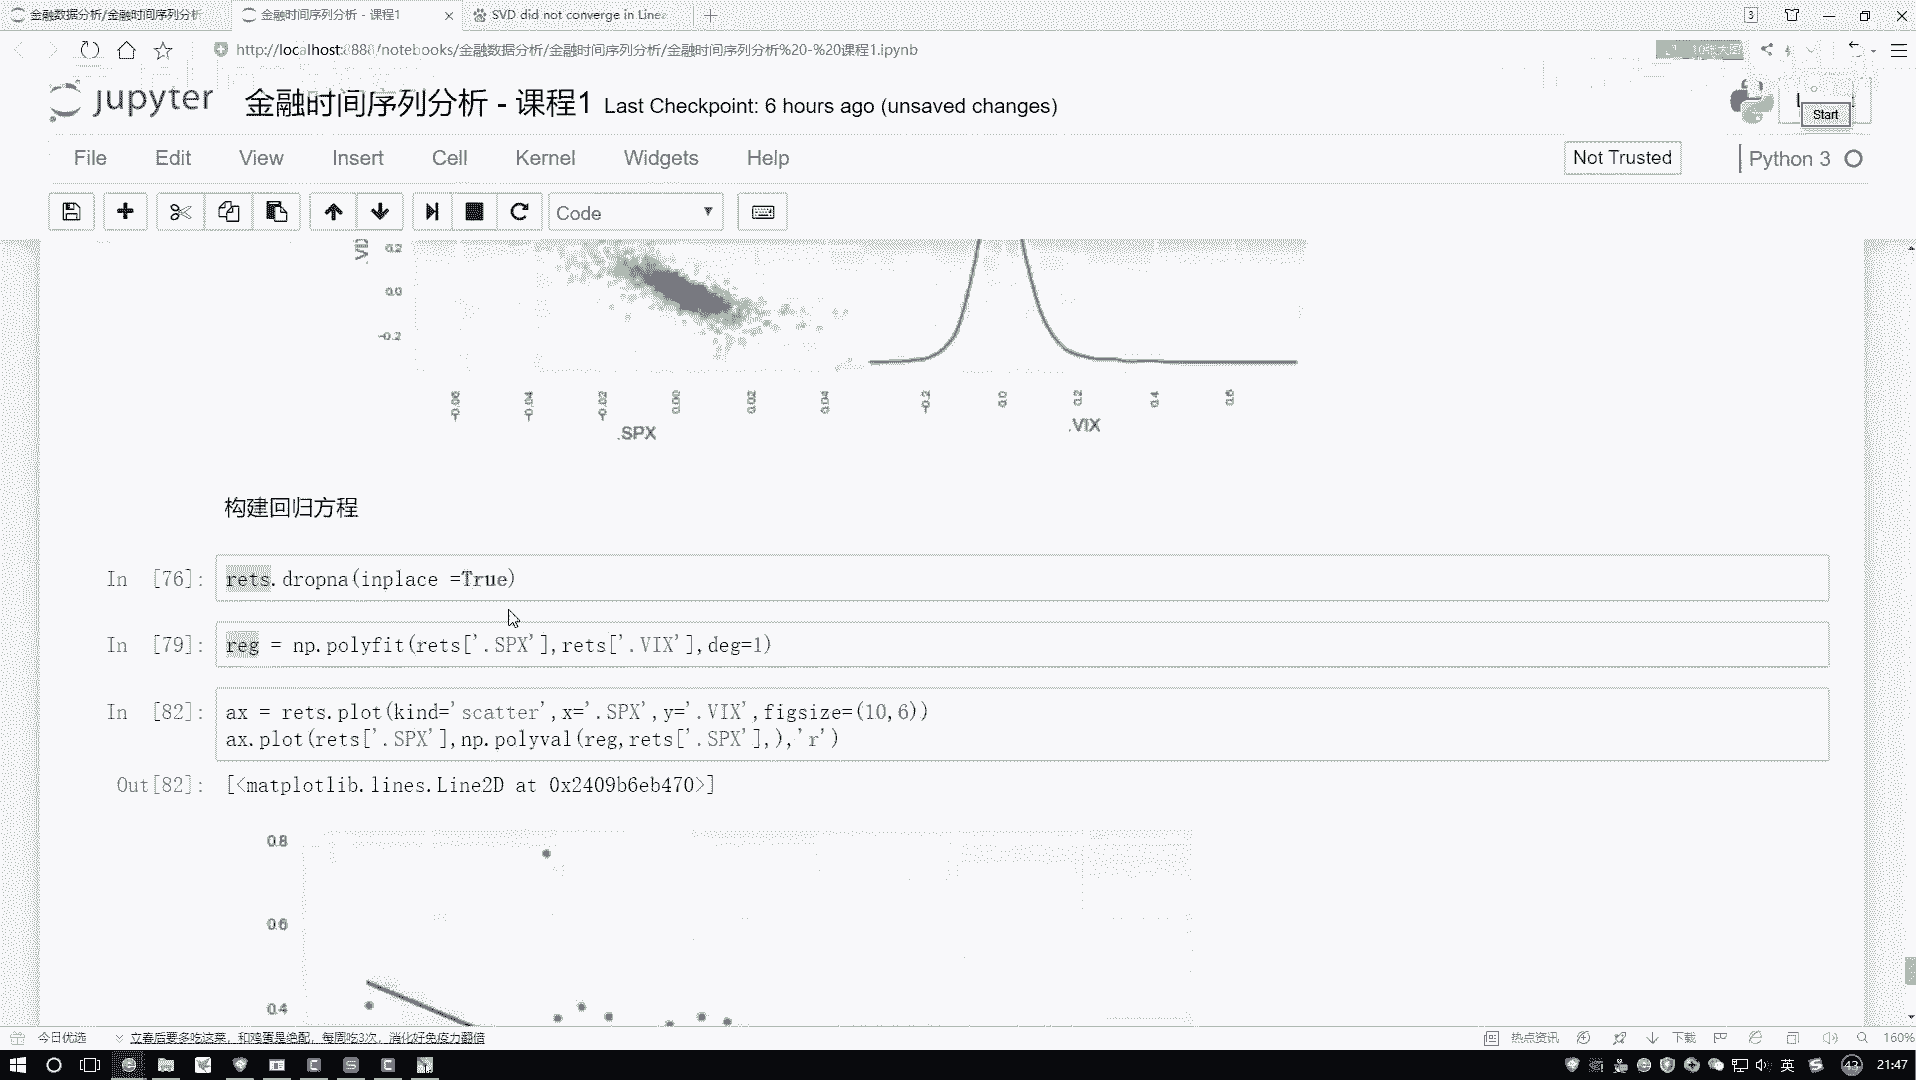 金融数据分析/金融时间序列分析
金融时间序列分析 - 课程1
SVD did not converge in Linea
3
http://localhost:8888/notebooks/金融数据分析/金融时间序列分析/金融时间序列分析%20-%20课程1.ipynb
jupyter
金融时间序列分析 - 课程1
Last Checkpoint: 6 hours ago (unsaved changes)
Start
File Edit View Insert Cell Kernel Widgets Help
Not Trusted
Python 3
Code
0.2
0.0
-0.2
-0.06 -0.04 -0.02 0.00 0.02 0.04
.SPX
-0.2 0.0 0.2 0.4 0.6
.VIX
构建回归方程
In [76]: rets.dropna(inplace =True)
In [79]: reg = np.polyfit(rets['.SPX'],rets['.VIX'],deg=1)
In [82]: ax = rets.plot(kind='scatter',x='.SPX',y='.VIX',figsize=(10,6))
ax.plot(rets['.SPX'],np.polyval(reg,rets['.SPX'],),'r')
Out[82]: [<matplotlib.lines.Line2D at 0x2409b6eb470>]
0.8
0.6
0.4
今日优选
立春后要多吃这菜，和鸡蛋是绝配，每周吃3次，消化好免疫力翻倍
热点资讯
下载
160%
英
43
21:47